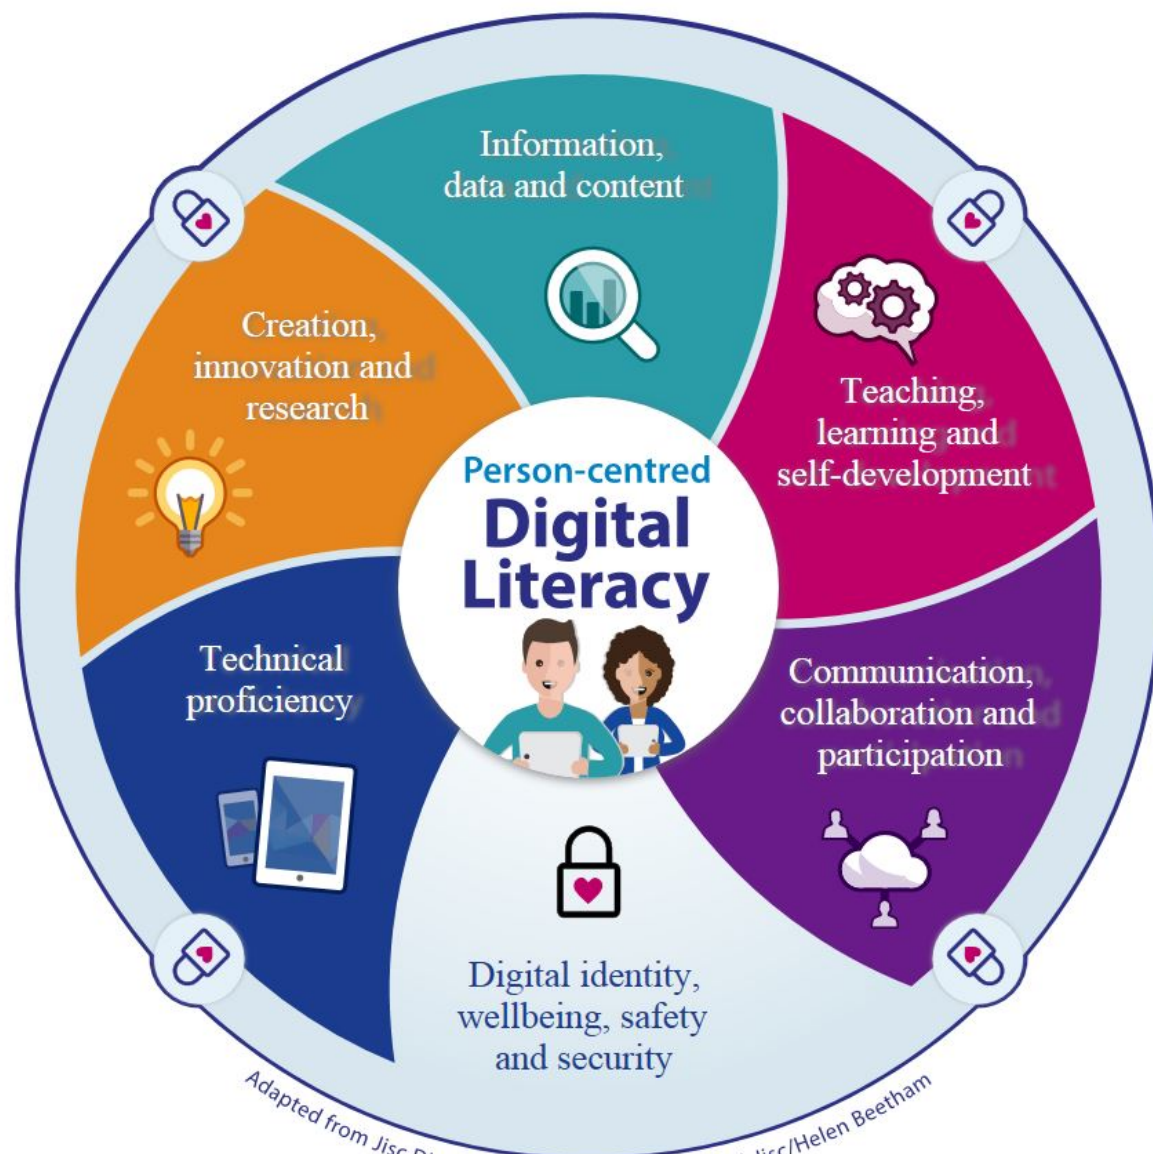 Information,
data and content
Creation,
innovation and
research
Teaching,
learning and
self-development
Person-centred
Digital
Literacy
Technical
proficiency
Communication,
collaboration and
participation
Digital identity,
wellbeing, safety
and security
Adapted from Jisc
Jisc/Helen Beetham